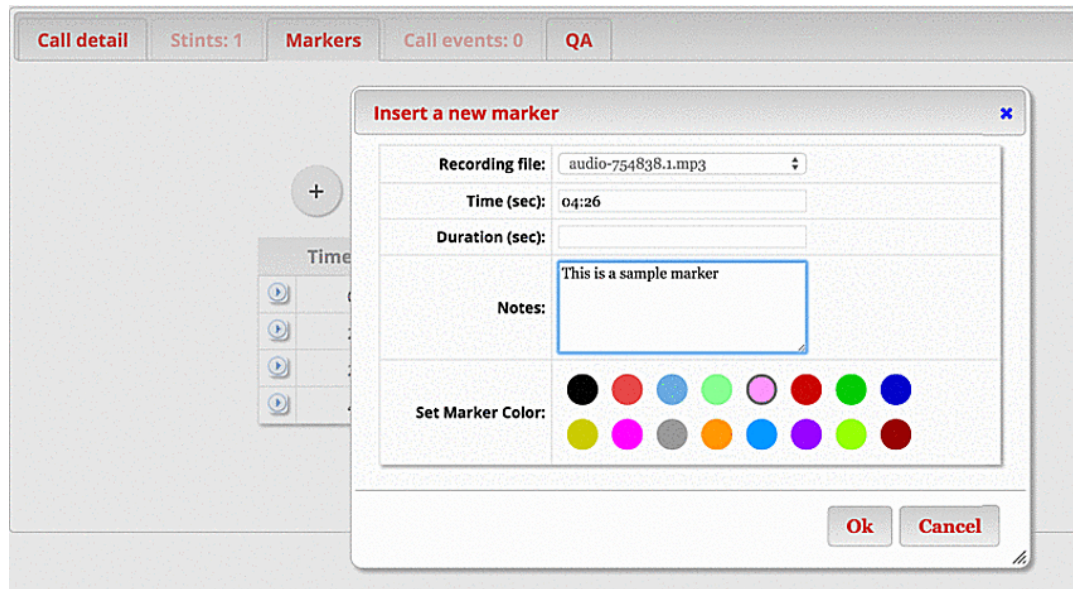 Call detail Stints: 1 Markers Call events: 0 QA
Insert a new marker
Recording file: audio-754838.1.mp3
+
Time (sec): 04:26
Duration (sec):
Time
This is a sample marker
Notes:
Set Marker Color:
Ok Cancel